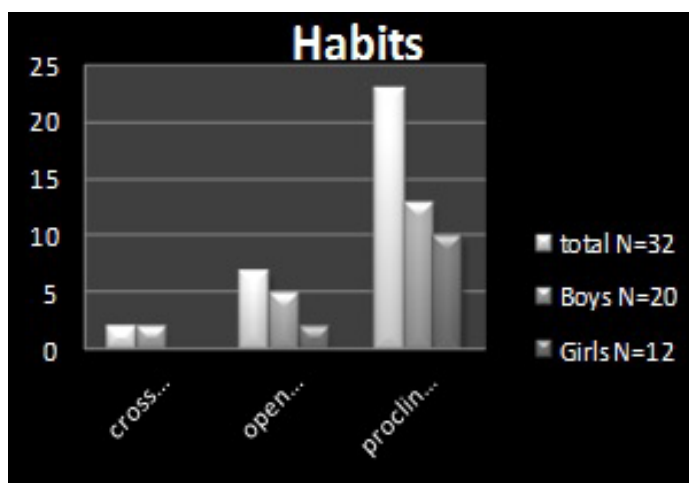 Habits
25
20
15
10
5
0
cross...
open...
proclin...
total N=32
Boys N=20
Girls N=12